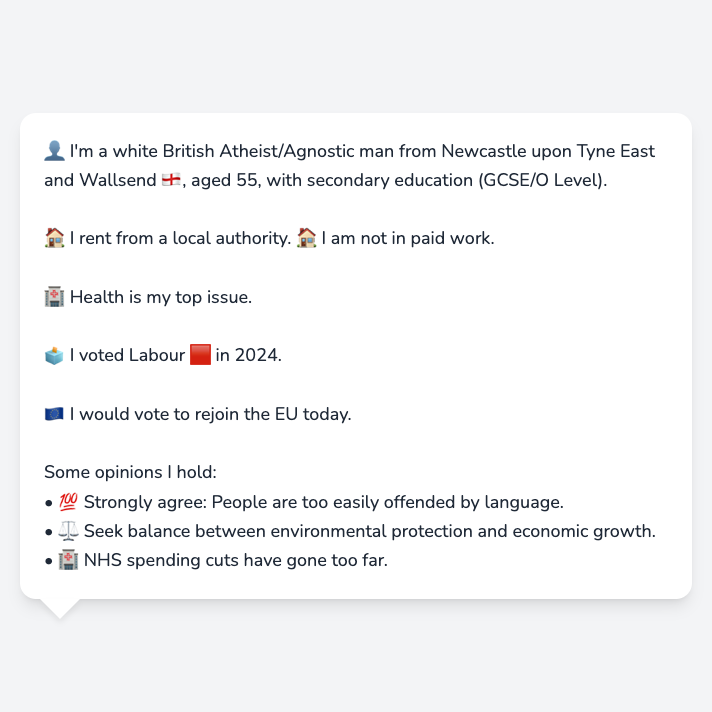 👤 I'm a white British Atheist/Agnostic man from Newcastle upon Tyne East
and Wallsend 🏴󠁧󠁢󠁥󠁮󠁧󠁿, aged 55, with secondary education (GCSE/O Level).
🏠 I rent from a local authority. 🏠 I am not in paid work.
🏥 Health is my top issue.
🗳️ I voted Labour 🟥 in 2024.
🇪🇺 I would vote to rejoin the EU today.
Some opinions I hold:
• 💯 Strongly agree: People are too easily offended by language.
• ⚖️ Seek balance between environmental protection and economic growth.
• 🏥 NHS spending cuts have gone too far.